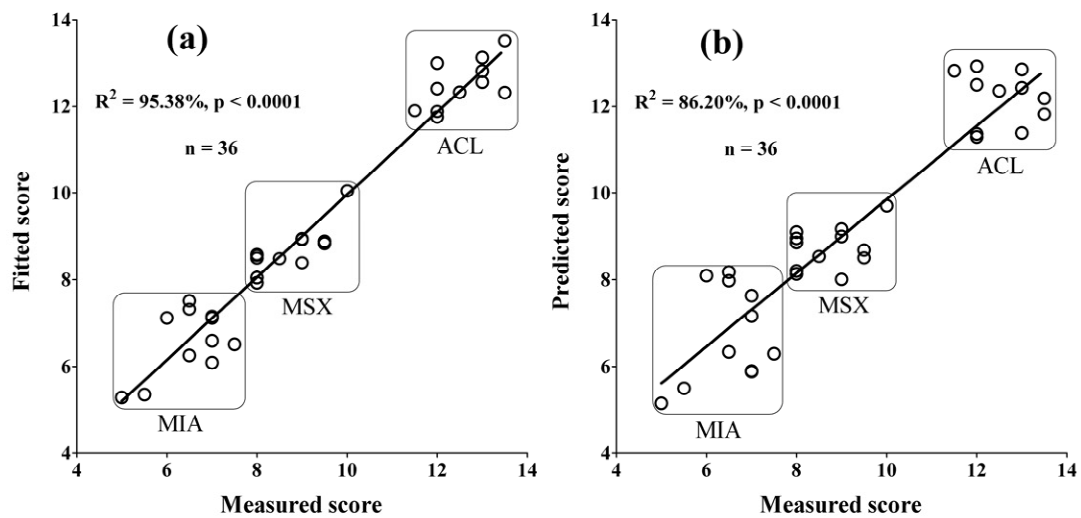 (a)
R² = 95.38%, p < 0.0001
n = 36
ACL
MSX
MIA
Fitted score
14
12
10
8
6
4
4 6 8 10 12 14
Measured score
(b)
R² = 86.20%, p < 0.0001
n = 36
ACL
MSX
MIA
Predicted score
14
12
10
8
6
4
4 6 8 10 12 14
Measured score